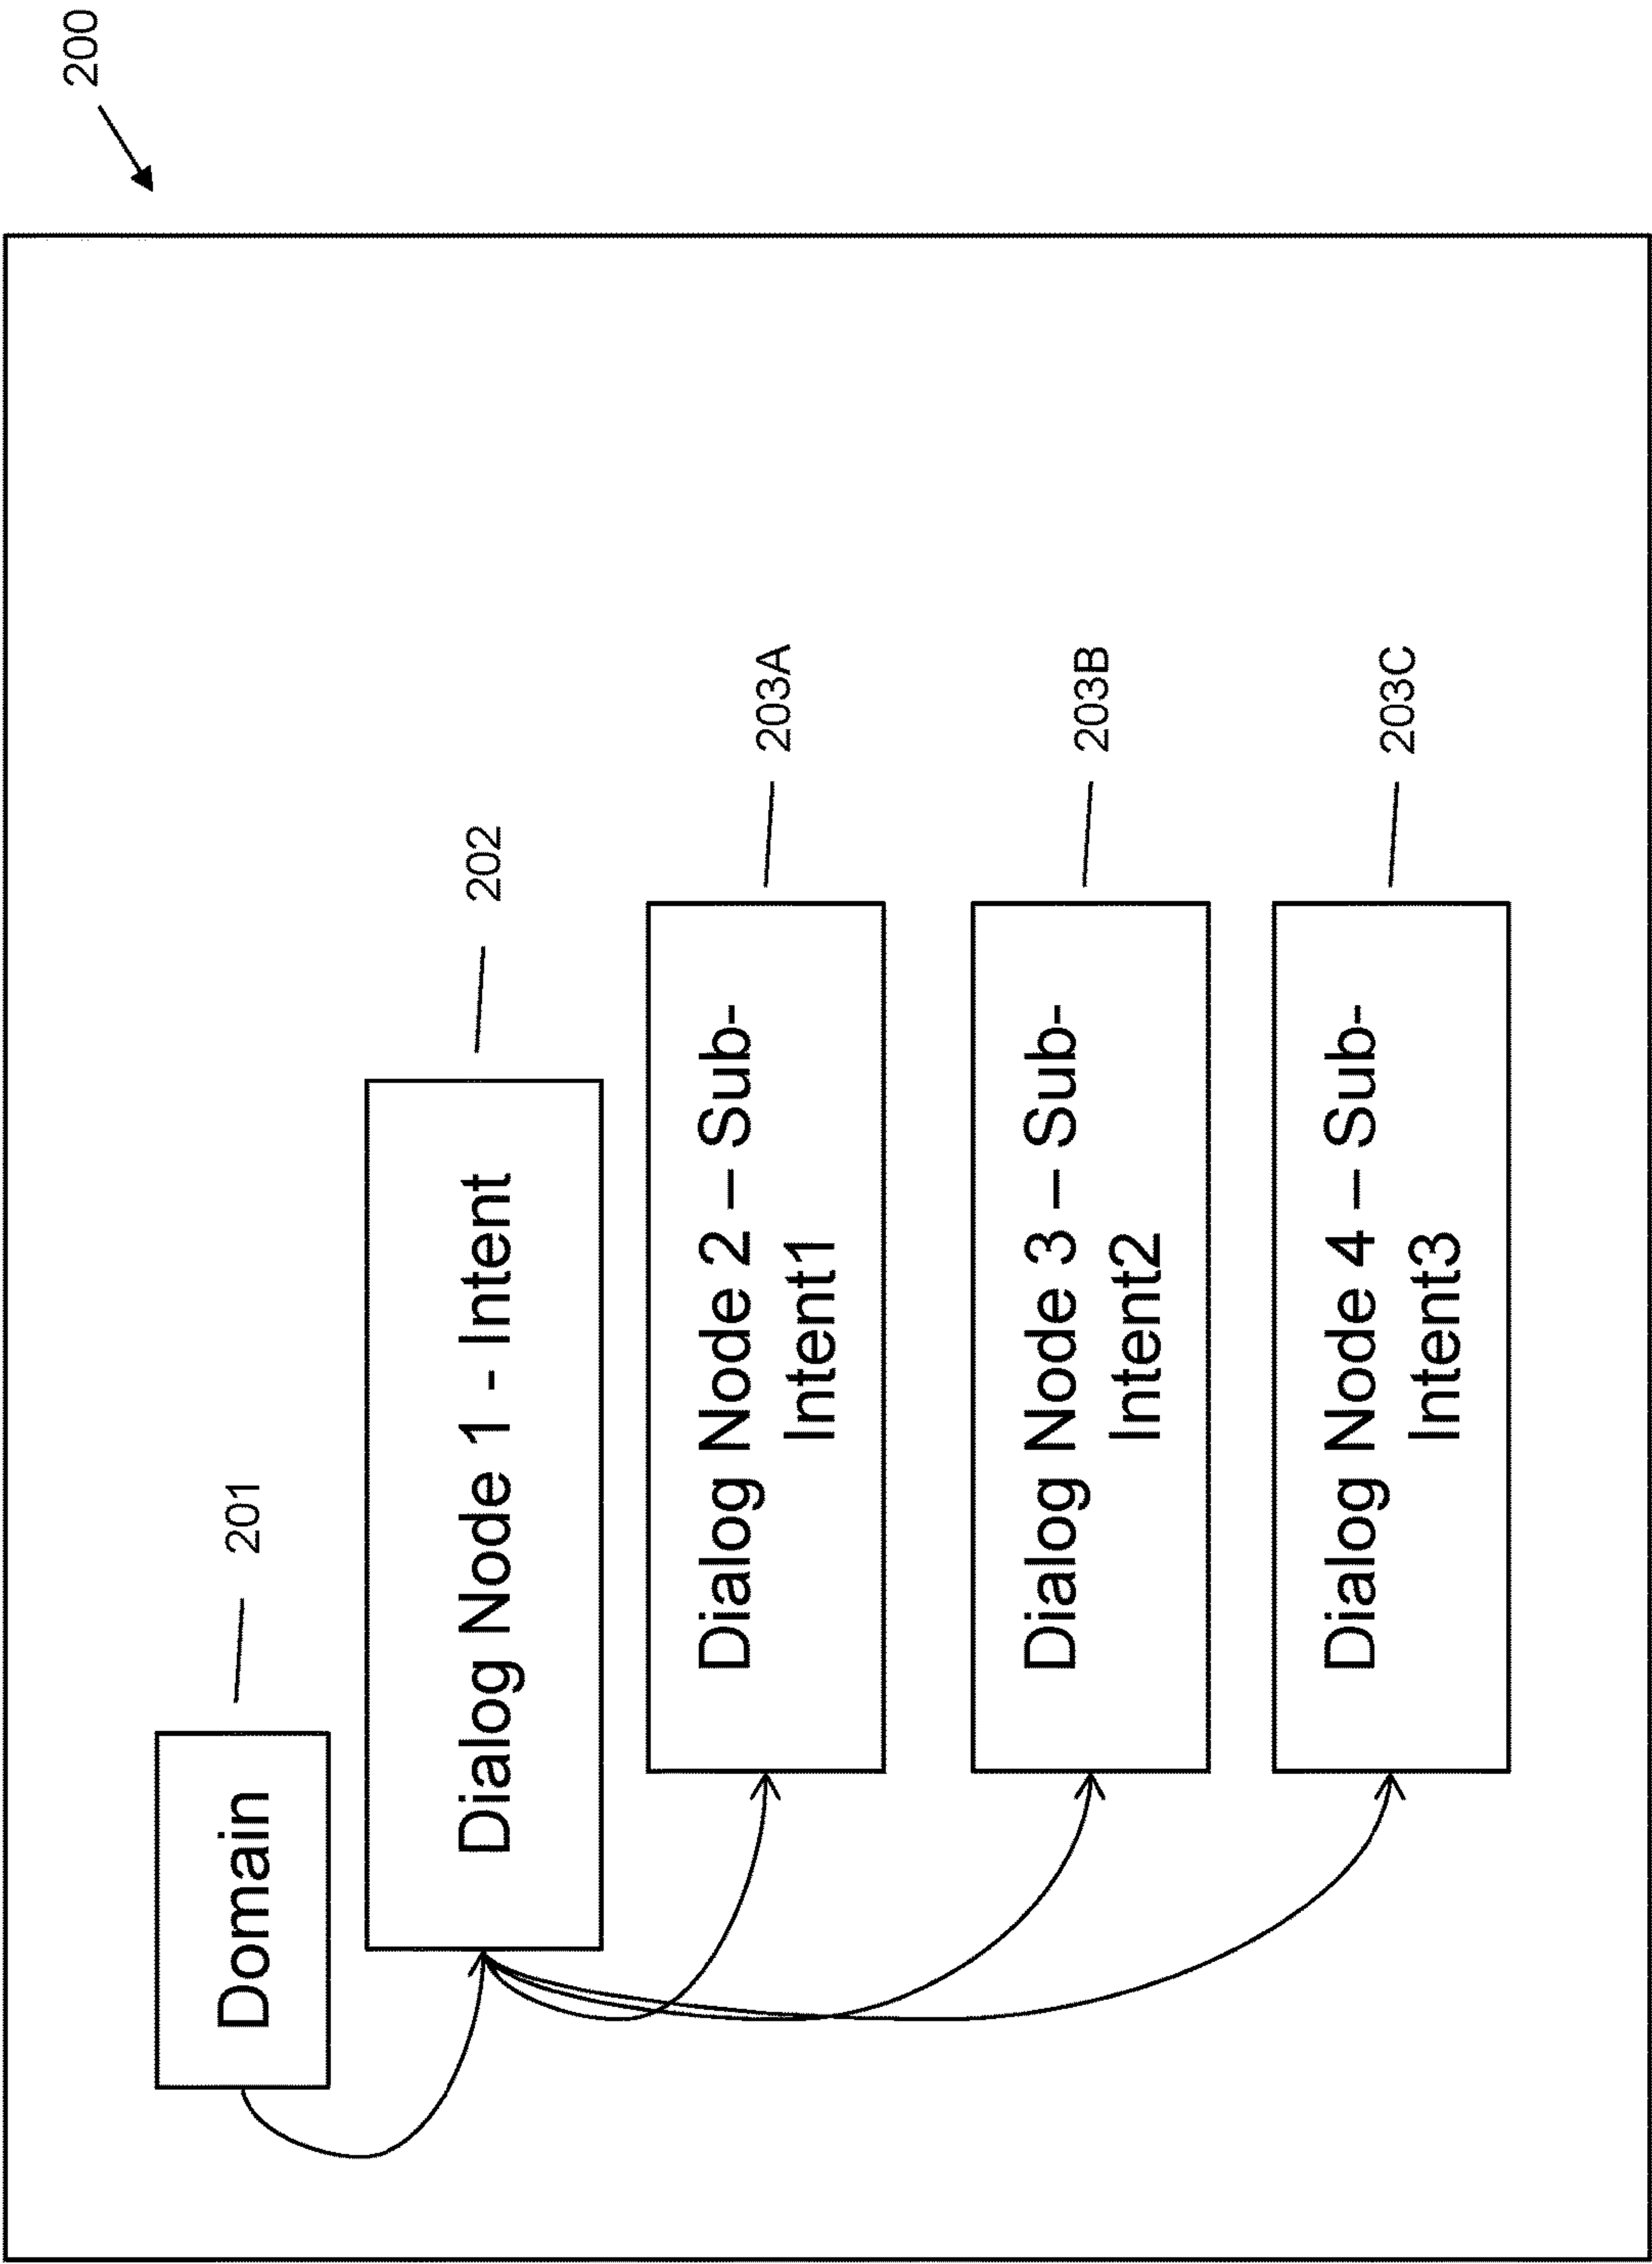 200
Domain
201
Dialog Node 1 - Intent
202
Dialog Node 2 – Sub-
Intent1
203A
Dialog Node 3 – Sub-
Intent2
203B
Dialog Node 4 – Sub-
Intent3
203C